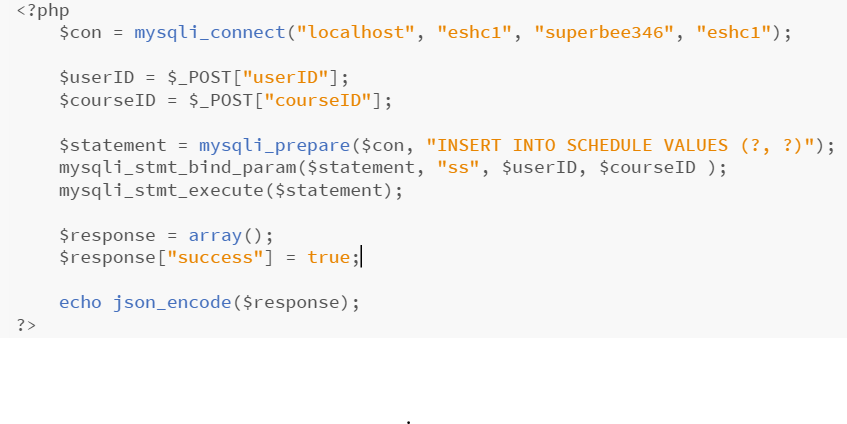 <?php
$con = mysqli_connect("localhost", "eshc1", "superbee346", "eshc1");
$userID = $_POST["userID"];
$courseID = $_POST["courseID"];
$statement = mysqli_prepare($con, "INSERT INTO SCHEDULE VALUES (?, ?)");
mysqli_stmt_bind_param($statement, "ss", $userID, $courseID );
mysqli_stmt_execute($statement);
$response = array();
$response["success"] = true;
echo json_encode($response);
?>
.